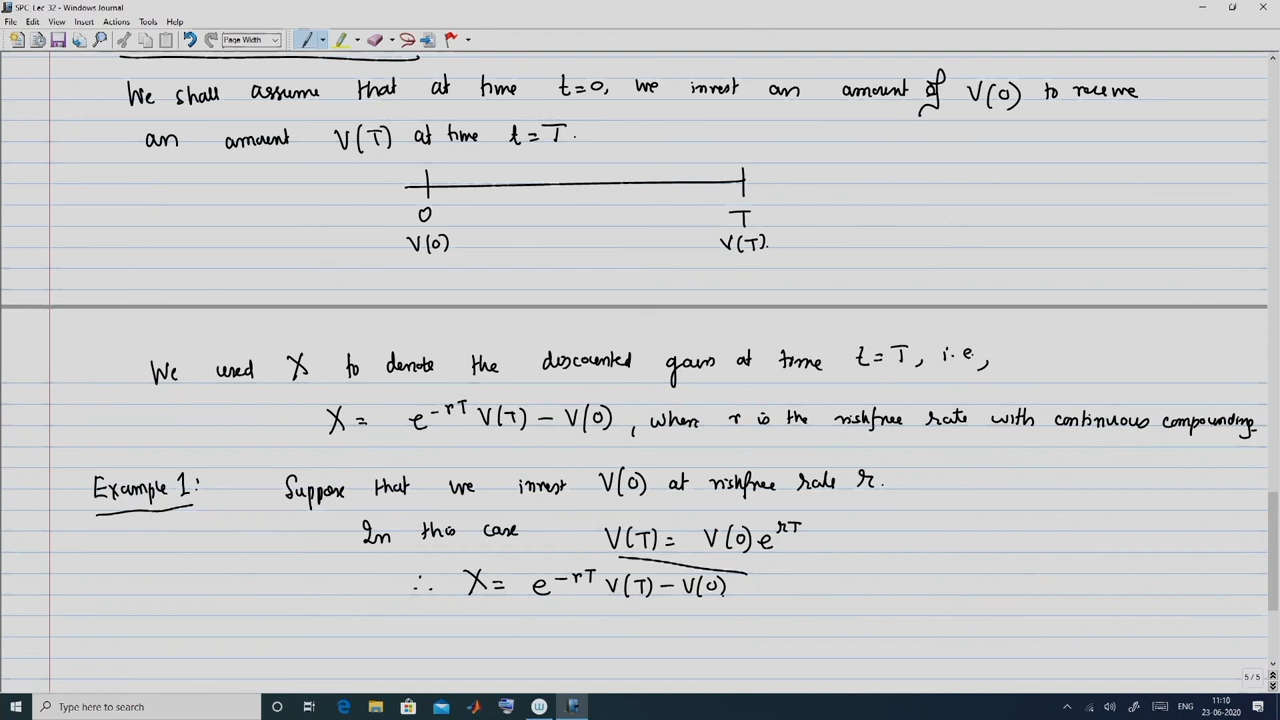 SPC Lec 32 - Windows Journal
File Edit View Insert Actions Tools Help
Page Width
We shall assume that at time t=0, we invest an amount of V(0) to receive
an amount V(T) at time t=T.
0 T
V(0) V(T).
We used X to denote the discounted gain at time t=T, i.e.,
X = e^{-rT} V(T) - V(0), where r is the riskfree rate with continuous compounding.
Example 1: Suppose that we invest V(0) at riskfree rate r.
In this case V(T) = V(0) e^{rT}
∴ X = e^{-rT} V(T) - V(0)
5/5
Type here to search
11:10
ENG
23-06-2020